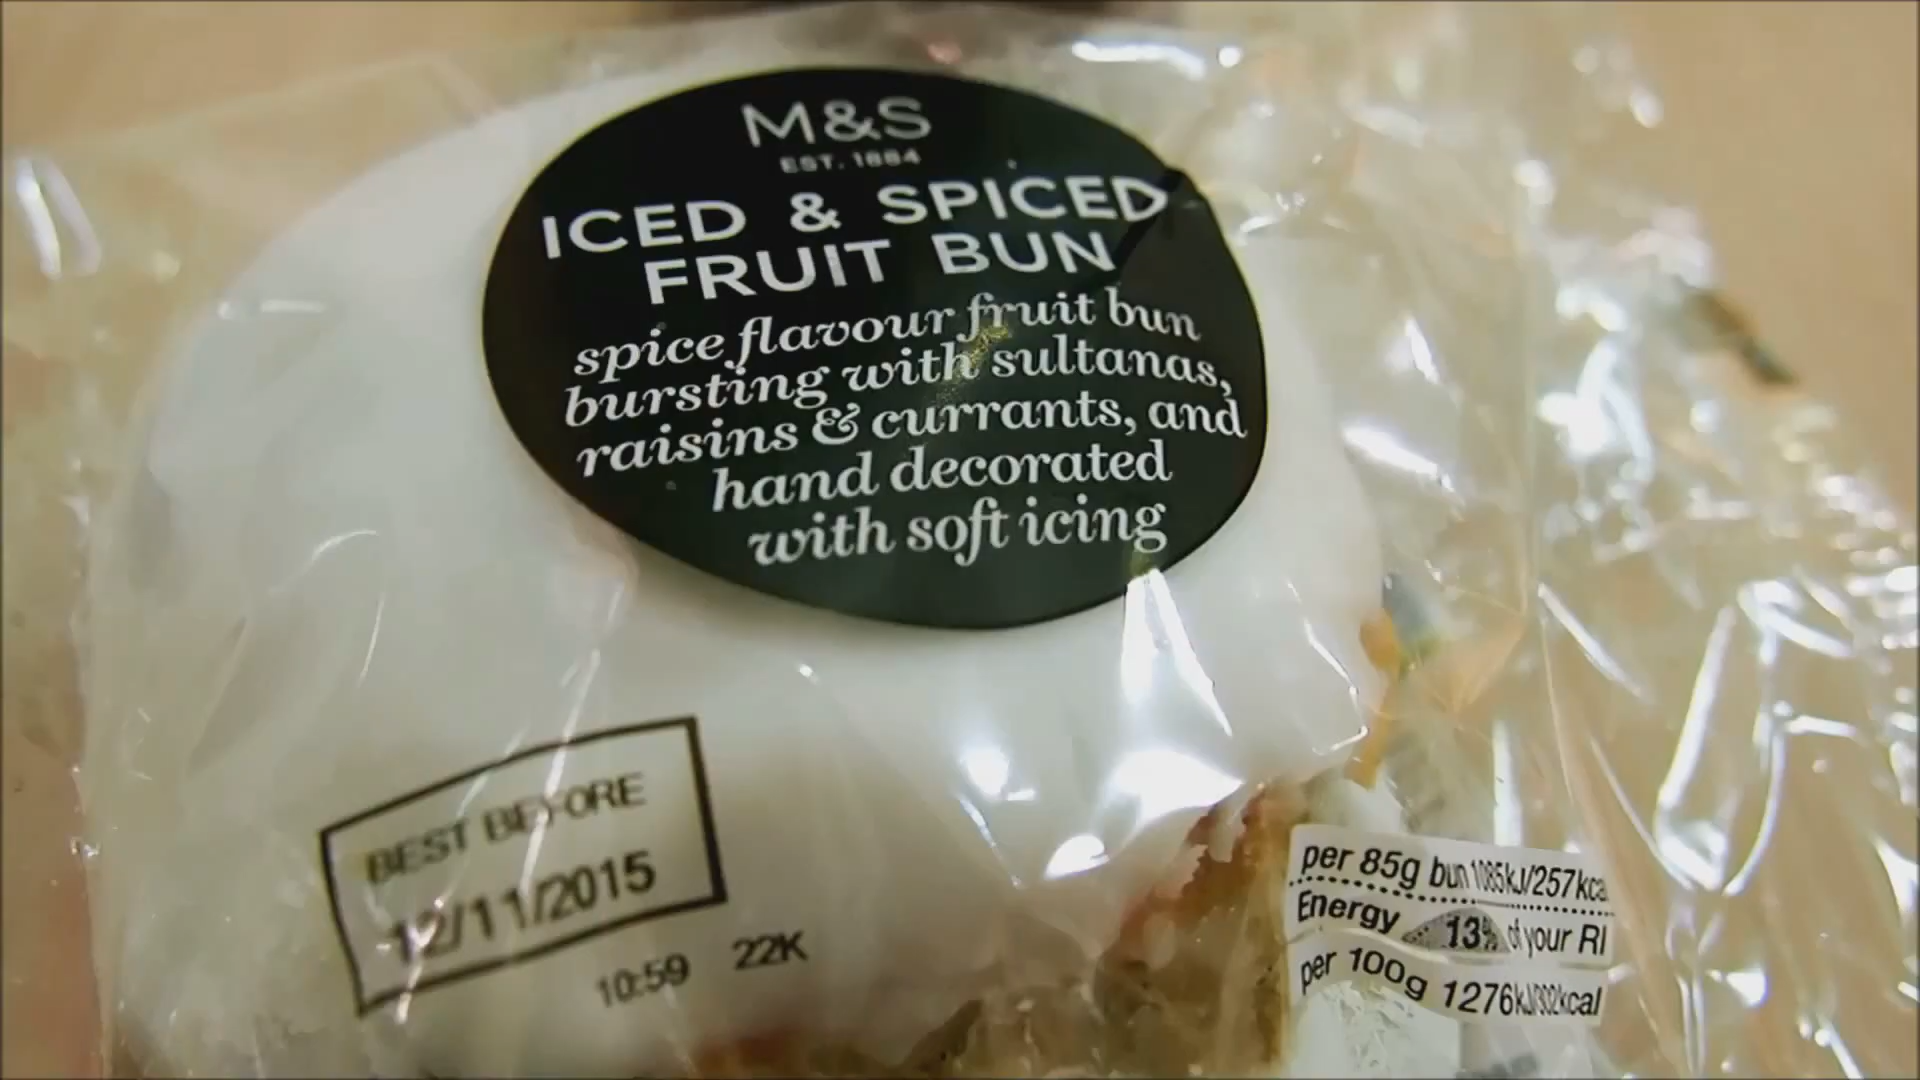 M&S
EST. 1884
ICED & SPICED
FRUIT BUN
spice flavour fruit bun
bursting with sultanas,
raisins & currants, and
hand decorated
with soft icing
BEST BEFORE
12/11/2015
10:59 22K
per 85g bun 1085kJ/257kcal
Energy 13% of your RI
per 100g 1276kJ/302kcal